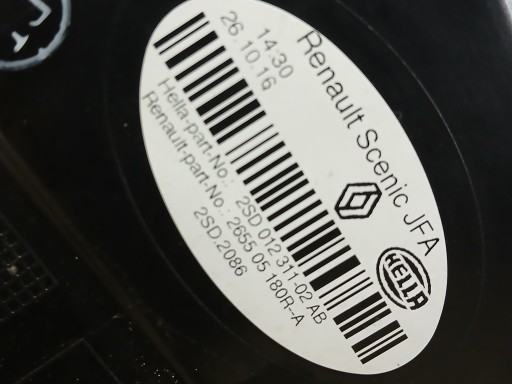 Renault Scenic JFA
14:30
26.10.16
HELLA
Hella-part-No.: 2SD 012 311-02 AB
Renault-part-No.: 2655 05 180R--A
2SD.2086